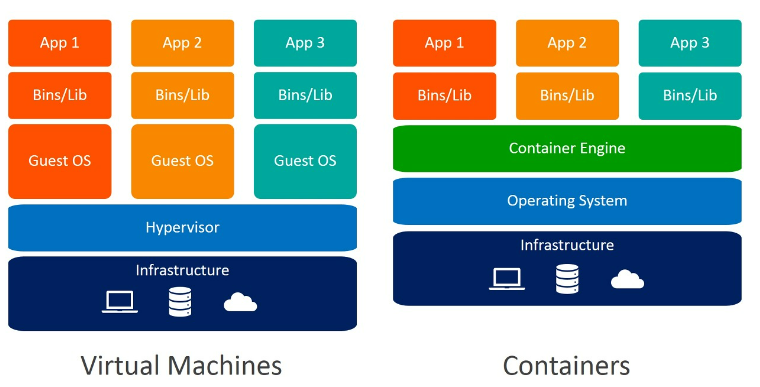 App 1
App 2
App 3
Bins/Lib
Bins/Lib
Bins/Lib
Guest OS
Guest OS
Guest OS
Hypervisor
Infrastructure
Virtual Machines
App 1
App 2
App 3
Bins/Lib
Bins/Lib
Bins/Lib
Container Engine
Operating System
Infrastructure
Containers